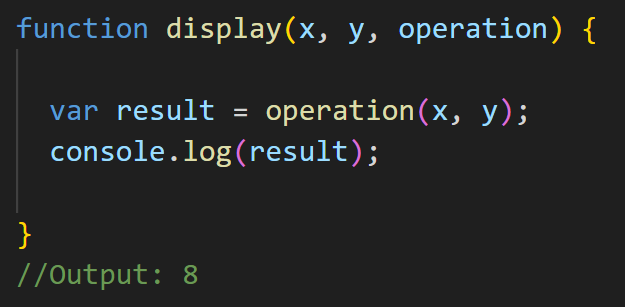 function display(x, y, operation) {
var result = operation(x, y);
console.log(result);
}
//Output: 8